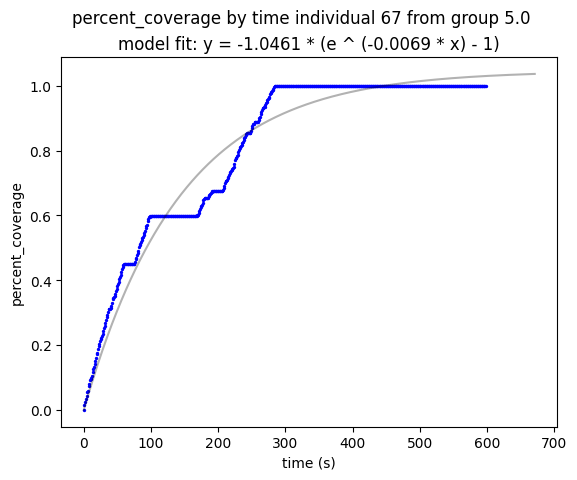 percent_coverage by time individual 67 from group 5.0
model fit: y = -1.0461 * (e ^ (-0.0069 * x) - 1)
percent_coverage
1.0
0.8
0.6
0.4
0.2
0.0
0 100 200 300 400 500 600 700
time (s)